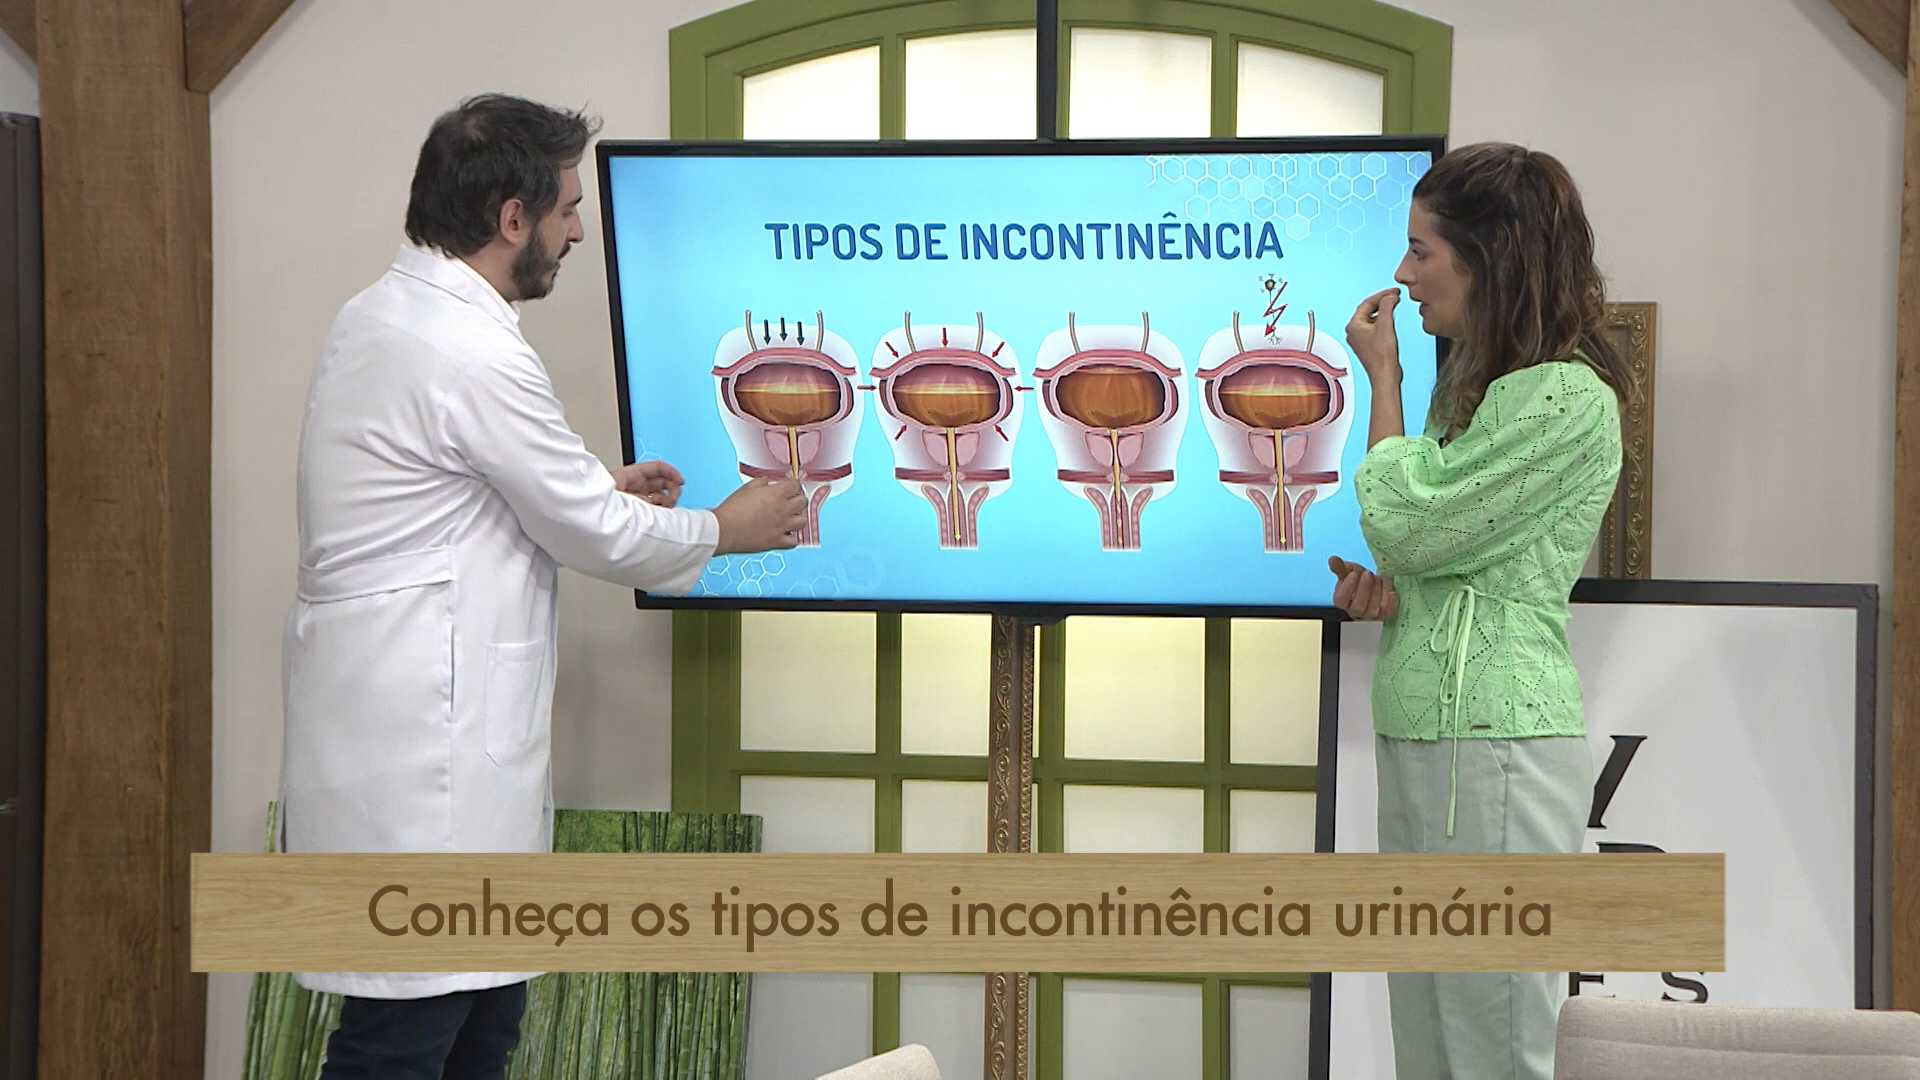 TIPOS DE INCONTINÊNCIA
Conheça os tipos de incontinência urinária
E S